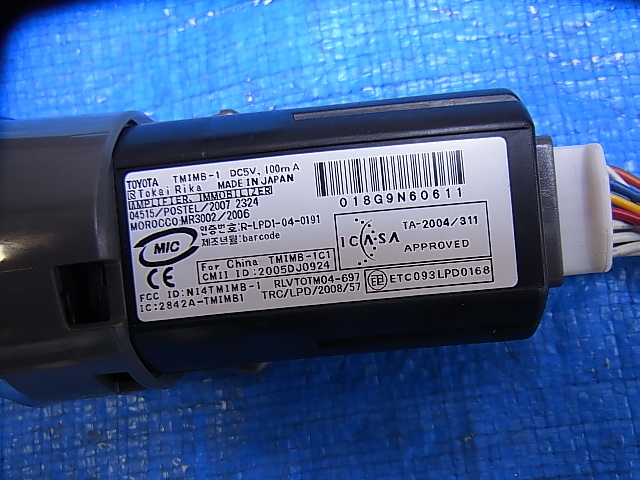 TOYOTA TMIMB-1 DC5V, 100mA
Tokai Rika MADE IN JAPAN
AMPLIFIER, IMMOBILIZER
04515/POSTEL/2007 2324
MOROCCO:MR3002/2006
MIC
인증번호:R-LPD1-04-0191
제조년월:barcode
For China TMIMB-1C1
CMII ID:2005DJ0924
CE
FCC ID:NI4TMIMB-1
IC:2842A-TMIMB1
RLVTOTM04-697
TRC/LPD/2008/57
018G9N60611
ICASA
TA-2004/311
APPROVED
ETC093LPD0168